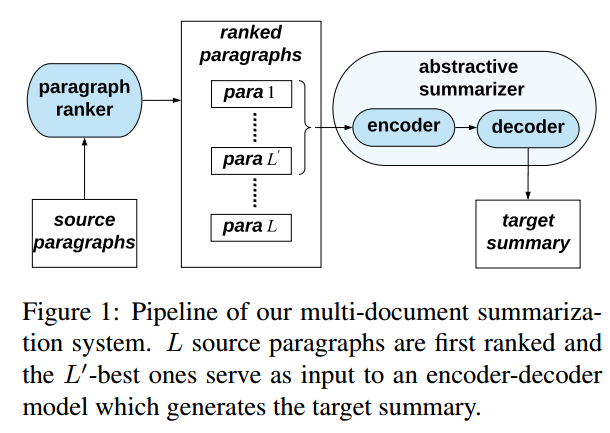 ranked
paragraphs
paragraph
ranker
para 1
para L′
para L
abstractive
summarizer
encoder
decoder
source
paragraphs
target
summary
Figure 1: Pipeline of our multi-document summariza-
tion system. L source paragraphs are first ranked and
the L′-best ones serve as input to an encoder-decoder
model which generates the target summary.